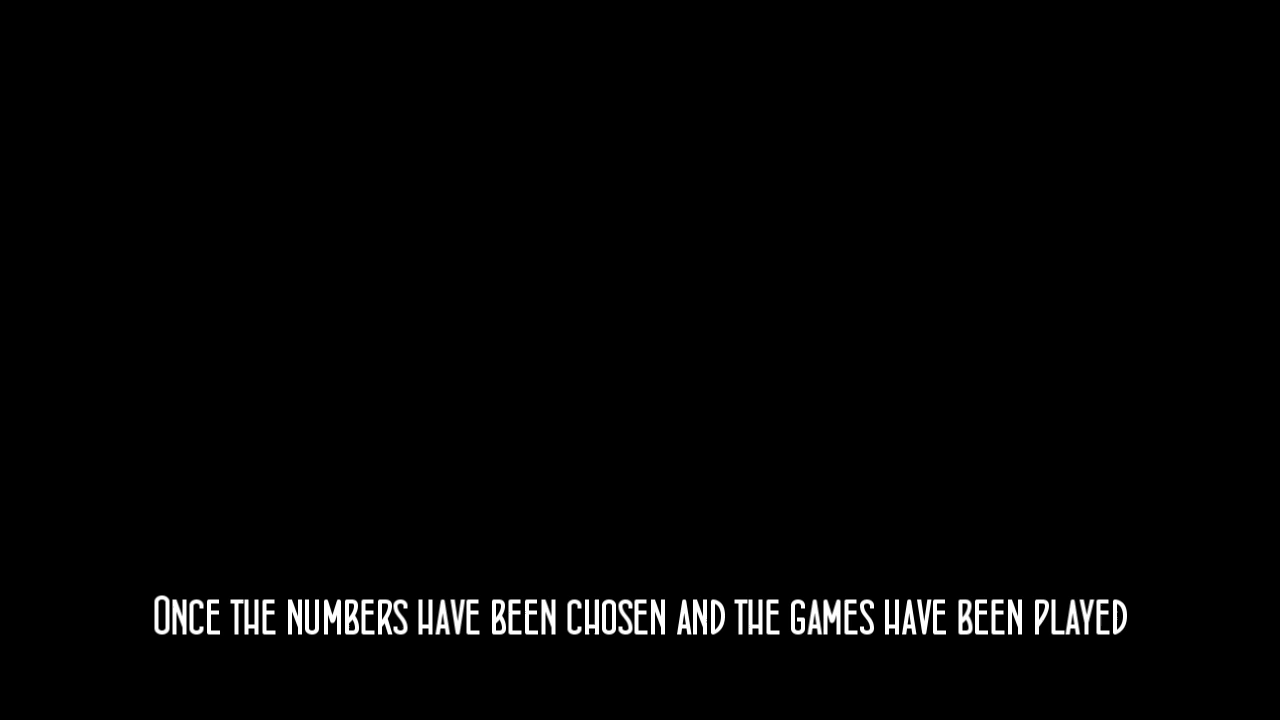 Once the numbers have been chosen and the games have been played